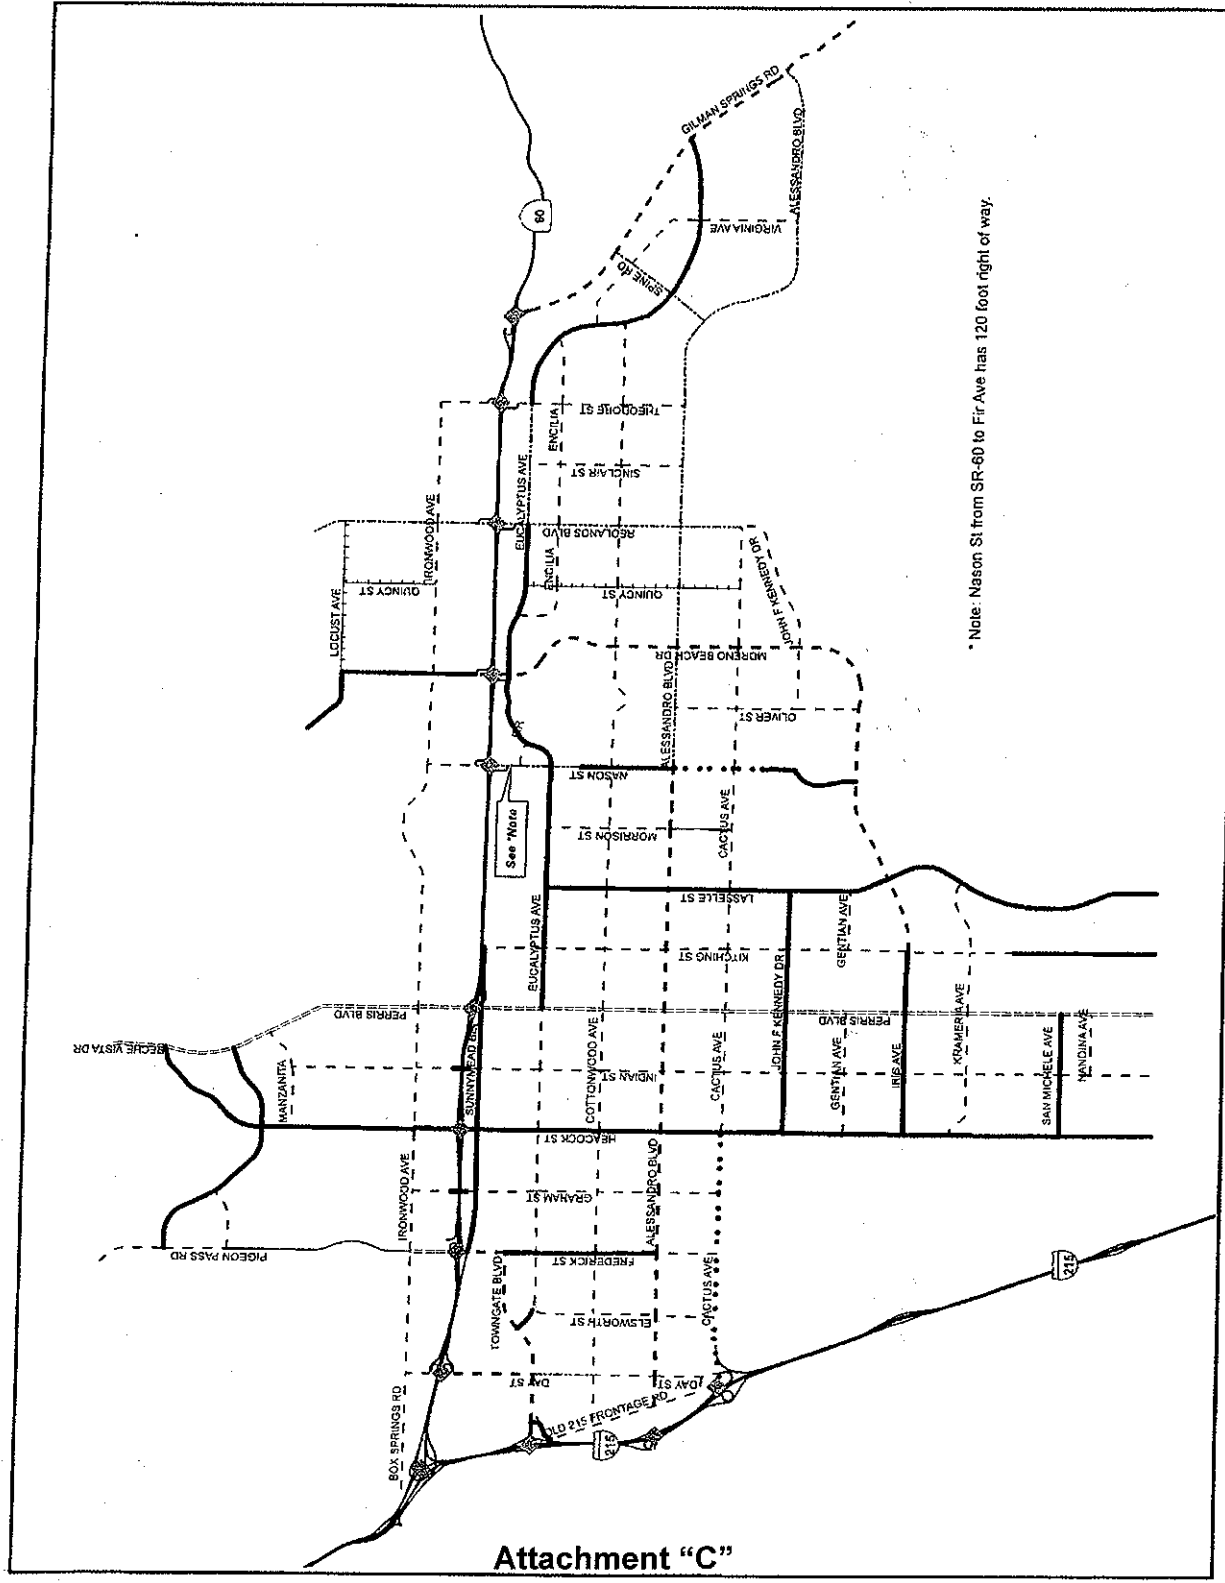 60
GILMAN SPRINGS RD
ALESSANDRO BLVD
VIRGINIA AVE
SPINE RD
THEODORE ST
ENCILIA
SINCLAIR ST
EUCALYPTUS AVE
IRONWOOD AVE
REDLANDS BLVD
ENCILIA
QUINCY ST
QUINCY ST
LOCUST AVE
JOHN F KENNEDY DR
MORENO BEACH DR
ALESSANDRO BLVD
OLIVER ST
* Note: Nason St from SR-60 to Fir Ave has 120 foot right of way.
NASON ST
See *Note
MORRISON ST
CACTUS AVE
LASSELLE ST
EUCALYPTUS AVE
GENTIAN AVE
KITCHING ST
JOHN F KENNEDY DR
PERRIS BLVD
PERRIS BLVD
KRAMERIA AVE
RECHE VISTA DR
MANZANITA
SUNNYMEAD BL
COTTONWOOD AVE
INDIAN ST
CACTUS AVE
GENTIAN AVE
IRIS AVE
SAN MICHELE AVE
NANDINA AVE
HEACOCK ST
IRONWOOD AVE
GRAHAM ST
ALESSANDRO BLVD
PIGEON PASS RD
FREDERICK ST
TOWNGATE BLVD
CACTUS AVE
ELSWORTH ST
215
DAY ST
DAY ST
BOX SPRINGS RD
OLD 215 FRONTAGE RD
215
Attachment “C”